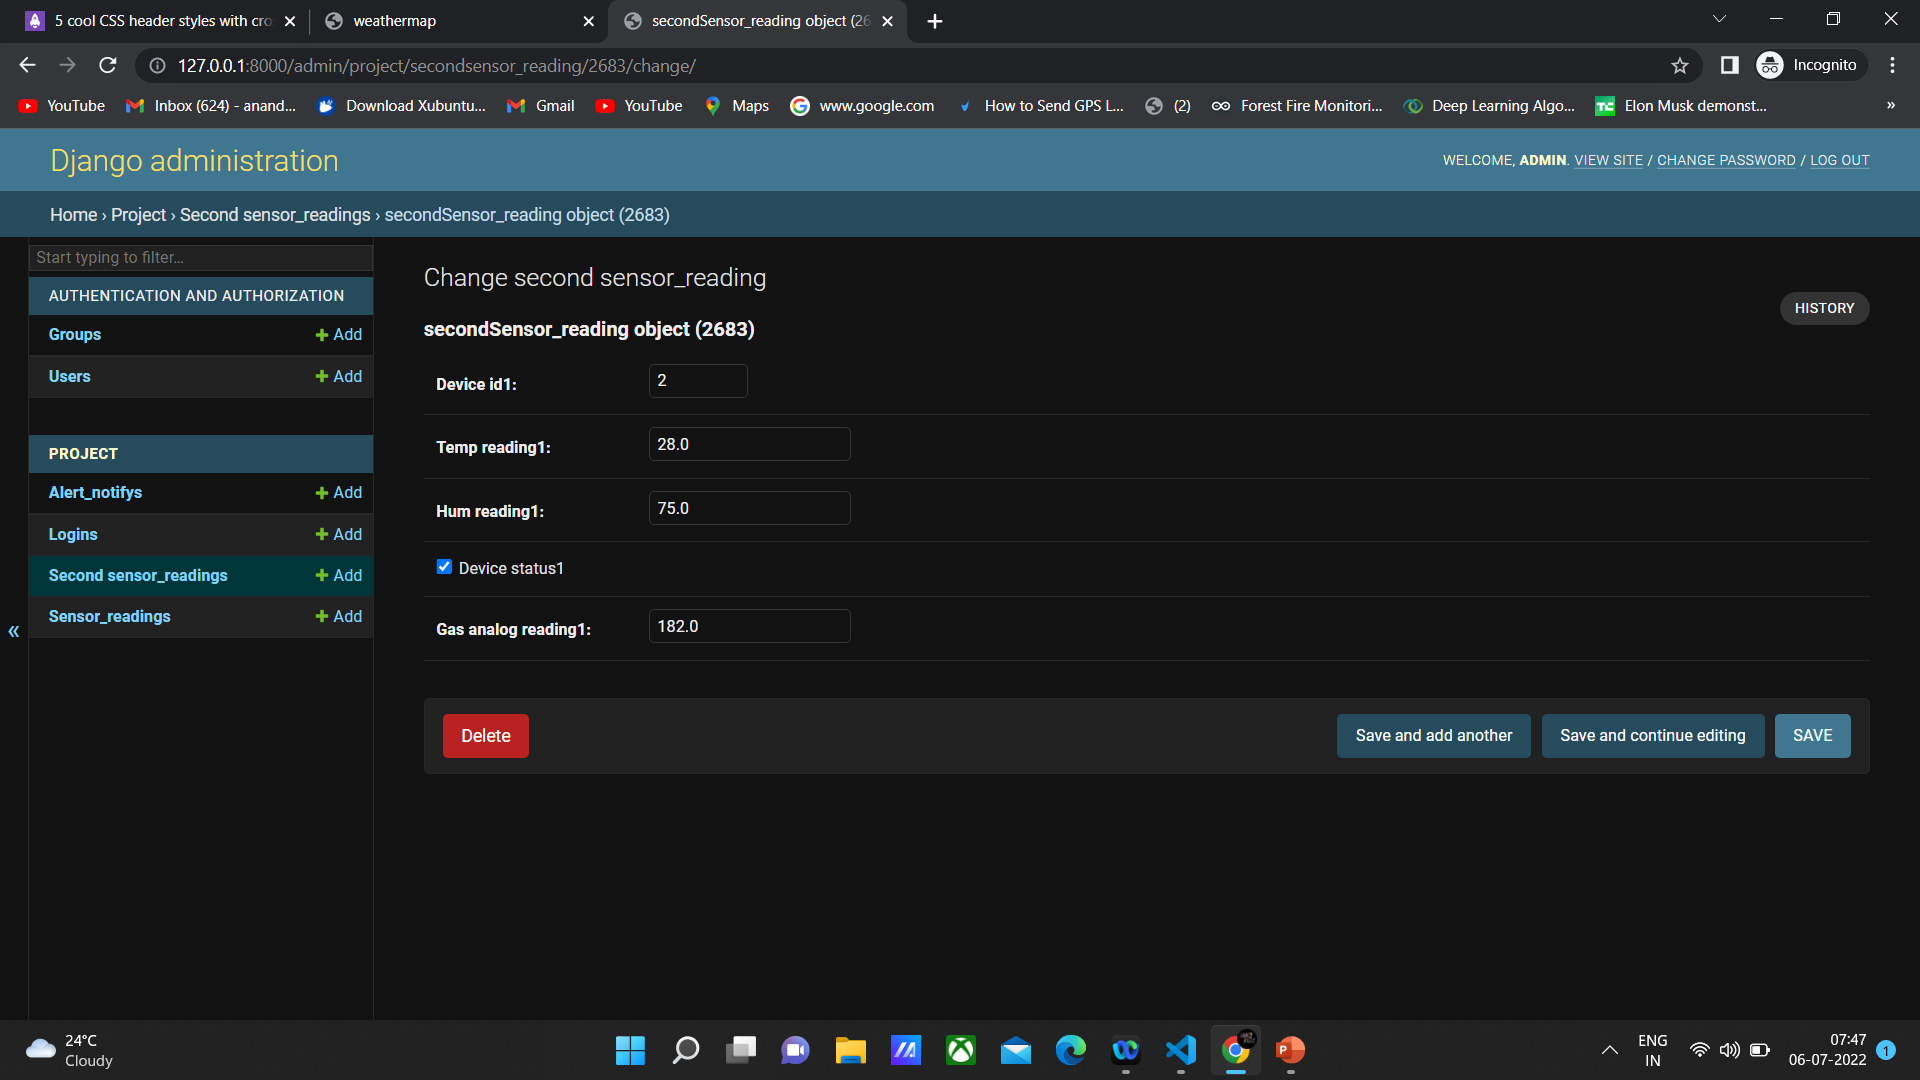 5 cool CSS header styles with cro
weathermap
secondSensor_reading object (26
127.0.0.1:8000/admin/project/secondsensor_reading/2683/change/
Incognito
YouTube
Inbox (624) - anand...
Download Xubuntu...
Gmail
YouTube
Maps
www.google.com
How to Send GPS L...
(2)
Forest Fire Monitori...
Deep Learning Algo...
Elon Musk demonst...
»
Django administration
WELCOME, ADMIN. VIEW SITE / CHANGE PASSWORD / LOG OUT
Home › Project › Second sensor_readings › secondSensor_reading object (2683)
Start typing to filter...
AUTHENTICATION AND AUTHORIZATION
Groups
Add
Users
Add
PROJECT
Alert_notifys
Add
Logins
Add
Second sensor_readings
Add
Sensor_readings
Add
«
Change second sensor_reading
HISTORY
secondSensor_reading object (2683)
Device id1:
2
Temp reading1:
28.0
Hum reading1:
75.0
Device status1
Gas analog reading1:
182.0
Delete
Save and add another
Save and continue editing
SAVE
24°C
Cloudy
ENG
IN
07:47
06-07-2022
1